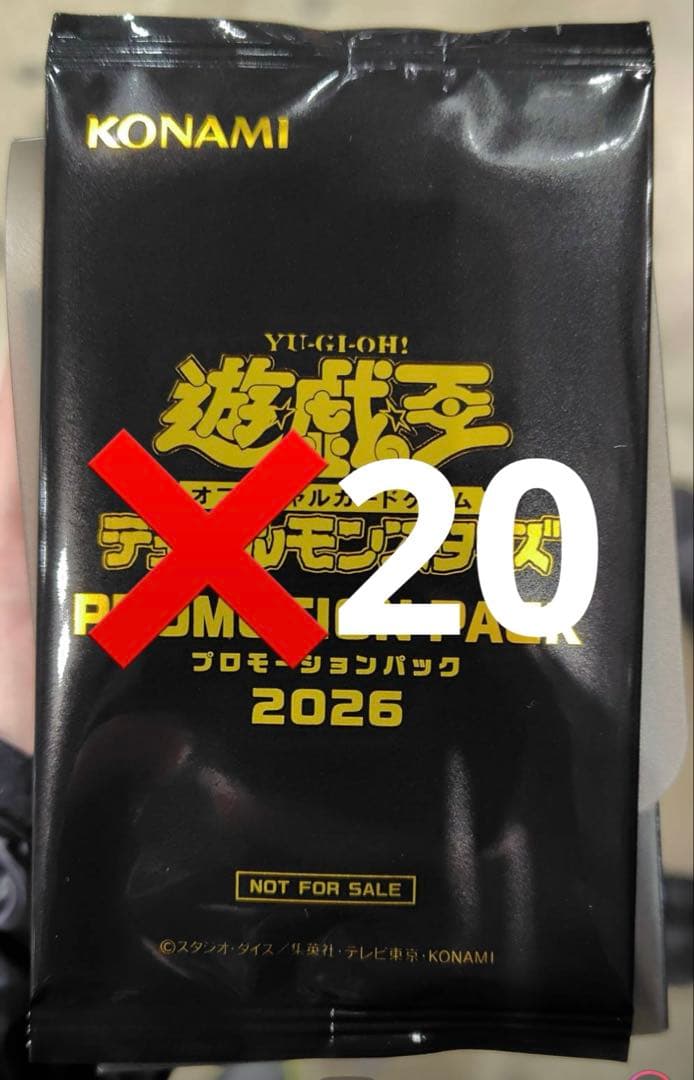 KONAMI
YU-GI-OH!
遊戯王
❌20
PROMOTION PACK
プロモーションパック
2026
NOT FOR SALE
©スタジオ・ダイス/集英社・テレビ東京・KONAMI